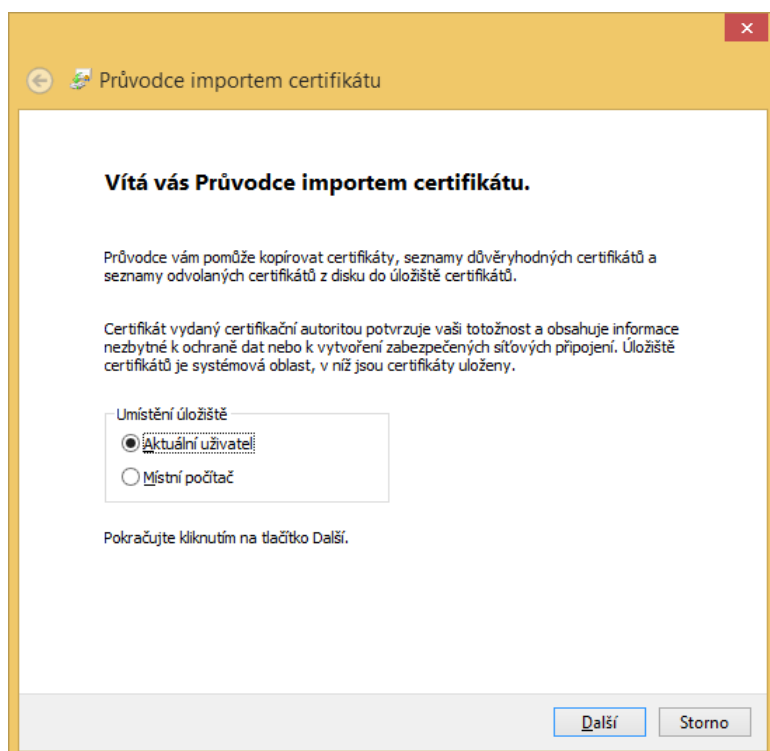 Průvodce importem certifikátu
Vítá vás Průvodce importem certifikátu.
Průvodce vám pomůže kopírovat certifikáty, seznamy důvěryhodných certifikátů a
seznamy odvolaných certifikátů z disku do úložiště certifikátů.
Certifikát vydaný certifikační autoritou potvrzuje vaši totožnost a obsahuje informace
nezbytné k ochraně dat nebo k vytvoření zabezpečených síťových připojení. Úložiště
certifikátů je systémová oblast, v níž jsou certifikáty uloženy.
Umístění úložiště
Aktuální uživatel
Místní počítač
Pokračujte kliknutím na tlačítko Další.
Další Storno